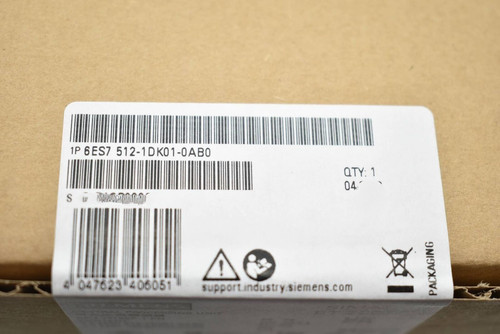 1P 6ES7 512-1DK01-0AB0
QTY: 1
S
4 047623 406051
support.industry.siemens.com
PACKAGING